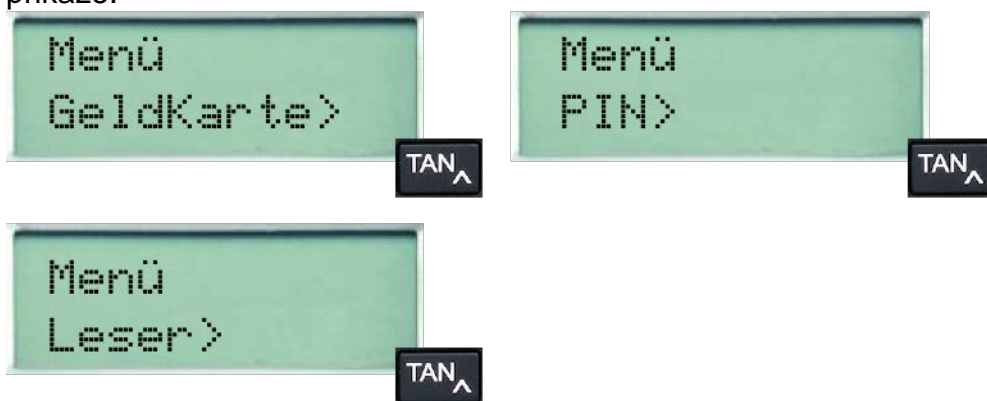 prikaže.
Menü
GeldKarte>
TAN^
Menü
PIN>
TAN^
Menü
Leser>
TAN^